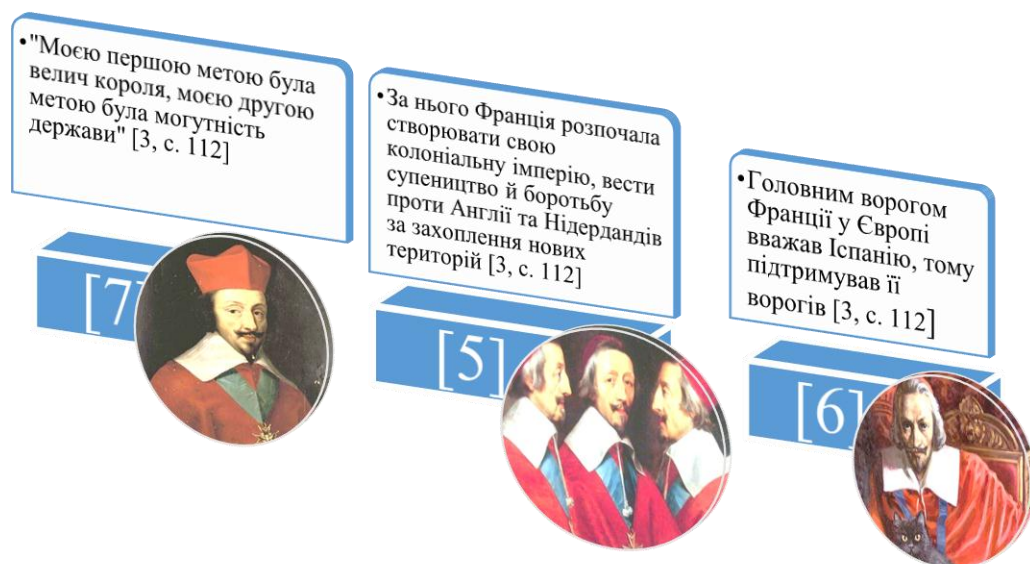 •"Моєю першою метою була
велич короля, моєю другою
метою була могутність
держави" [3, с. 112]
[7]
•За нього Франція розпочала
створювати свою
колоніальну імперію, вести
супеництво й боротьбу
проти Англії та Нідердандів
за захоплення нових
територій [3, с. 112]
[5]
•Головним ворогом
Франції у Європі
вважав Іспанію, тому
підтримував її
ворогів [3, с. 112]
[6]